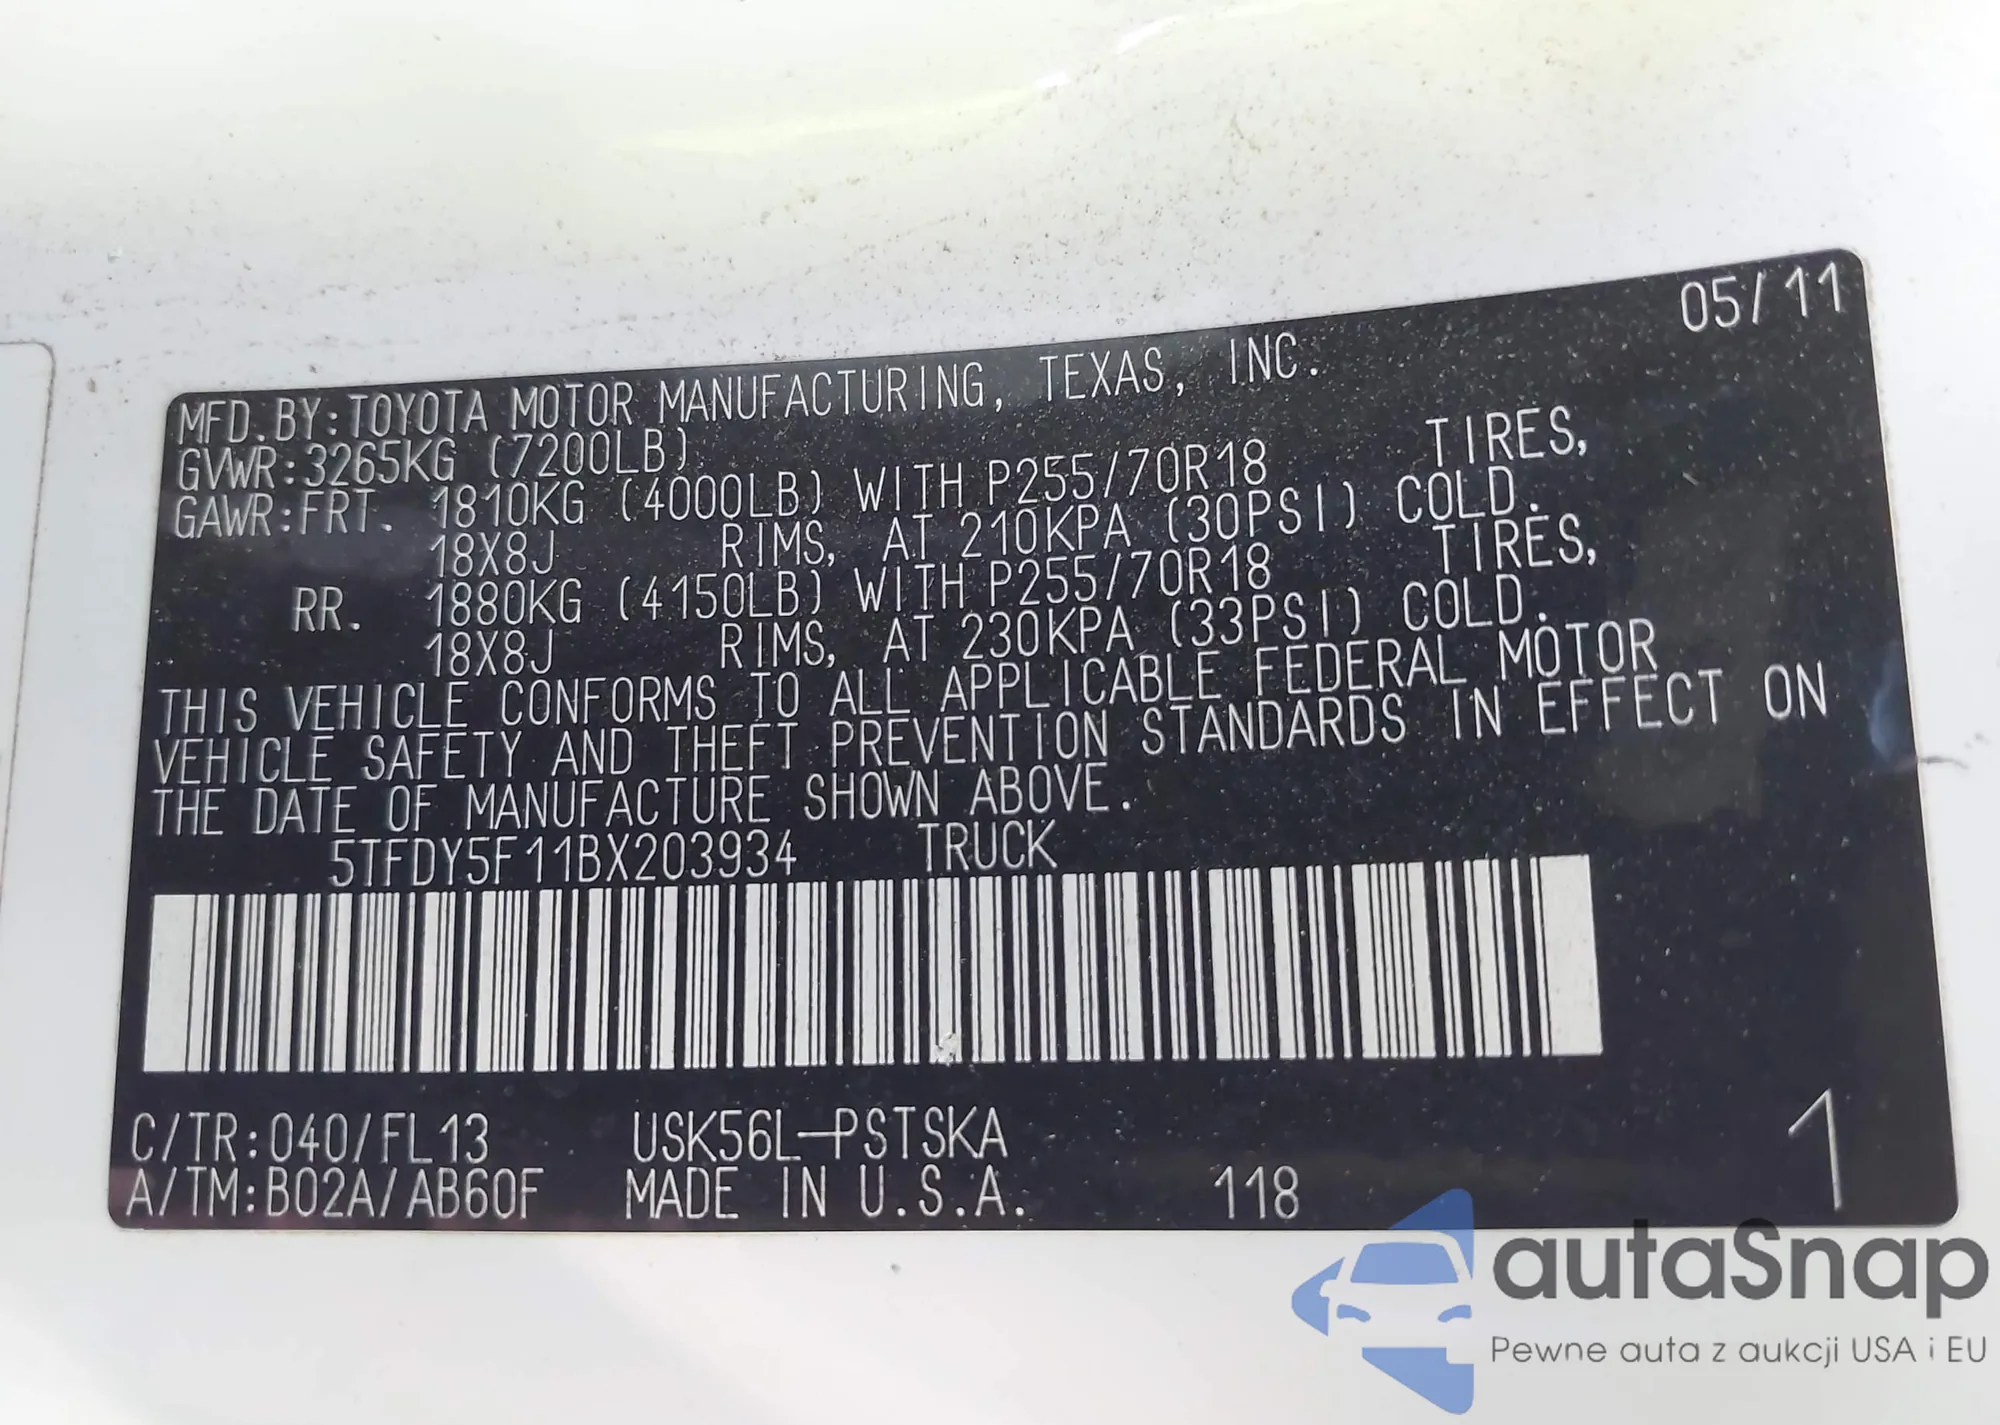 05/11
MFD.BY:TOYOTA MOTOR MANUFACTURING, TEXAS, INC.
GVWR:3265KG (7200LB)
GAWR:FRT. 1810KG (4000LB) WITH P255/70R18 TIRES,
18X8J RIMS, AT 210KPA (30PSI) COLD.
RR. 1880KG (4150LB) WITH P255/70R18 TIRES,
18X8J RIMS, AT 230KPA (33PSI) COLD.
THIS VEHICLE CONFORMS TO ALL APPLICABLE FEDERAL MOTOR
VEHICLE SAFETY AND THEFT PREVENTION STANDARDS IN EFFECT ON
THE DATE OF MANUFACTURE SHOWN ABOVE.
5TFDY5F11BX203934 TRUCK
C/TR:040/FL13 USK56L-PSTSKA
A/TM:B02A/AB60F MADE IN U.S.A. 118 1
autaSnap
Pewne auta z aukcji USA i EU